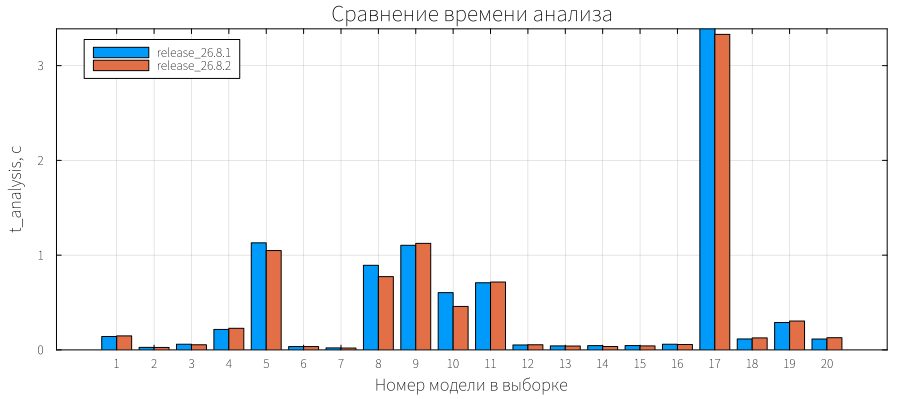 Сравнение времени анализа
release_26.8.1
release_26.8.2
t_analysis, с
3
2
1
0
1 2 3 4 5 6 7 8 9 10 11 12 13 14 15 16 17 18 19 20
Номер модели в выборке